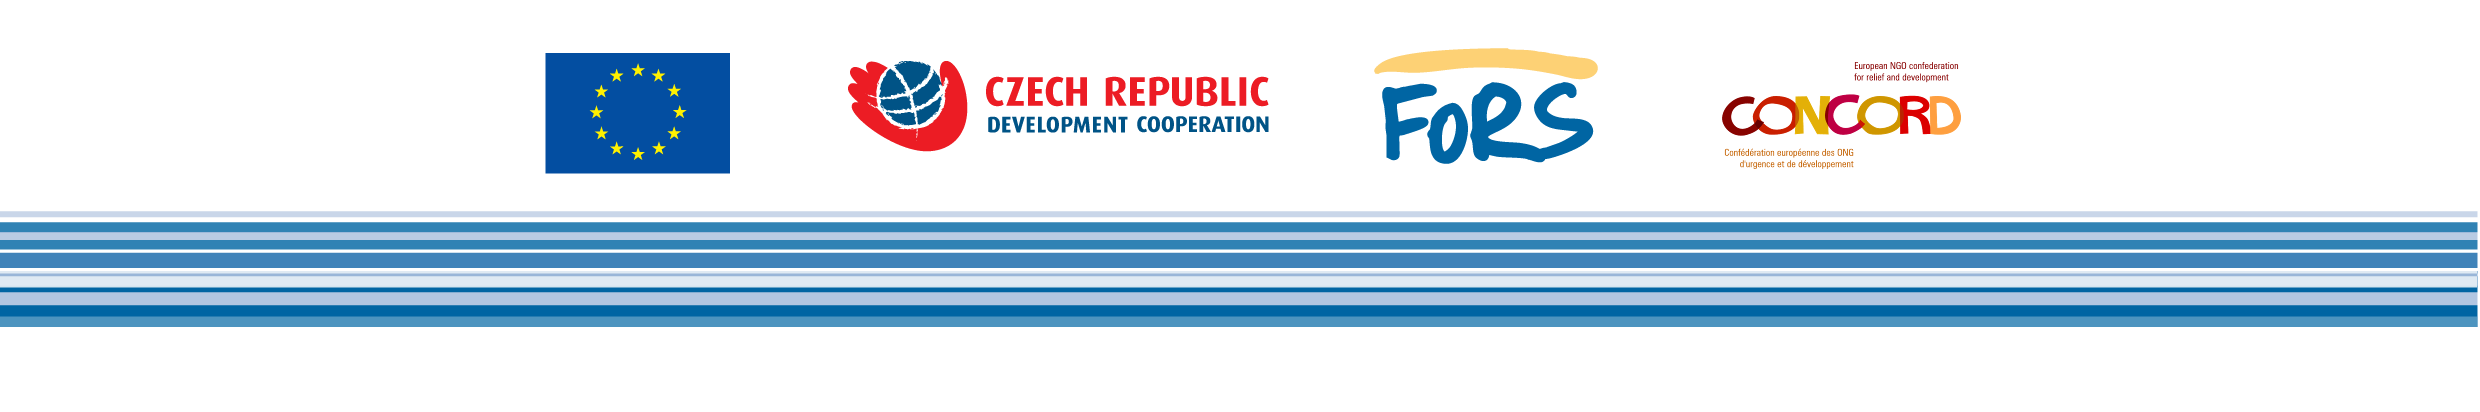 CZECH REPUBLIC
DEVELOPMENT COOPERATION
FoRS
European NGO confederation
for relief and development
CONCORD
Confédération européenne des ONG
d'urgence et de développement